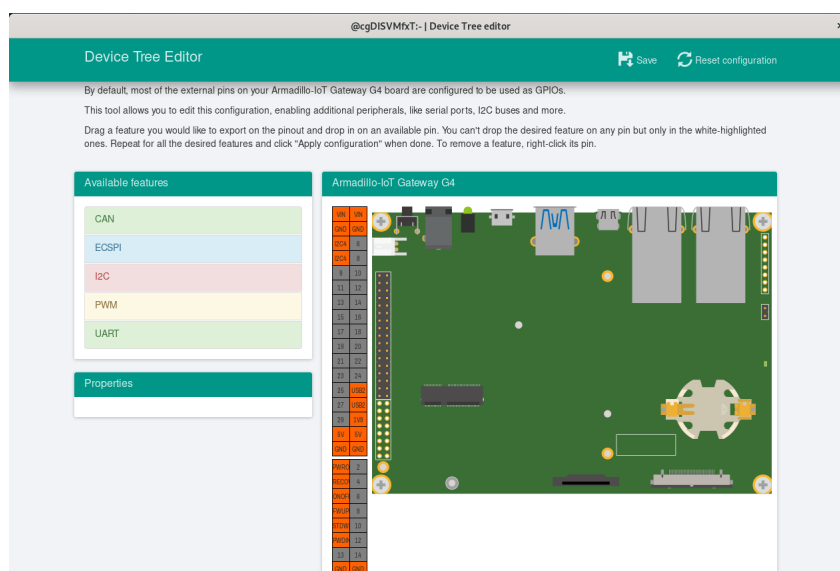 @cgDISVMfxT:~ | Device Tree editor
Device Tree Editor
Save
Reset configuration
By default, most of the external pins on your Armadillo-IoT Gateway G4 board are configured to be used as GPIOs.
This tool allows you to edit this configuration, enabling additional peripherals, like serial ports, I2C buses and more.
Drag a feature you would like to export on the pinout and drop in on an available pin. You can't drop the desired feature on any pin but only in the white-highlighted
ones. Repeat for all the desired features and click "Apply configuration" when done. To remove a feature, right-click its pin.
Available features
CAN
ECSPI
I2C
PWM
UART
Properties
Armadillo-IoT Gateway G4
VIN VIN
GND GND
I2C4 6
I2C4 8
9 10
11 12
13 14
15 16
17 18
19 20
21 22
23 24
25 USB2
27 USB2
29 1V8
5V 5V
GND GND
PWRO 2
RECO 4
ONOF 6
FWUP 8
STDW 10
PWDN 12
13 14
GND GND